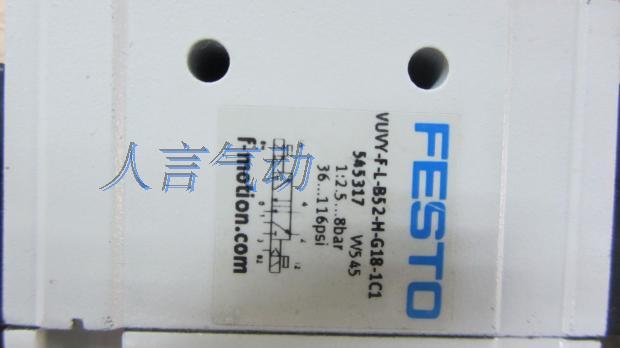 FESTO
VUVY-F-L-B52-H-G18-1C1
545317 W545
1:2.5...8bar
36...116psi
f-motion.com
人言气动